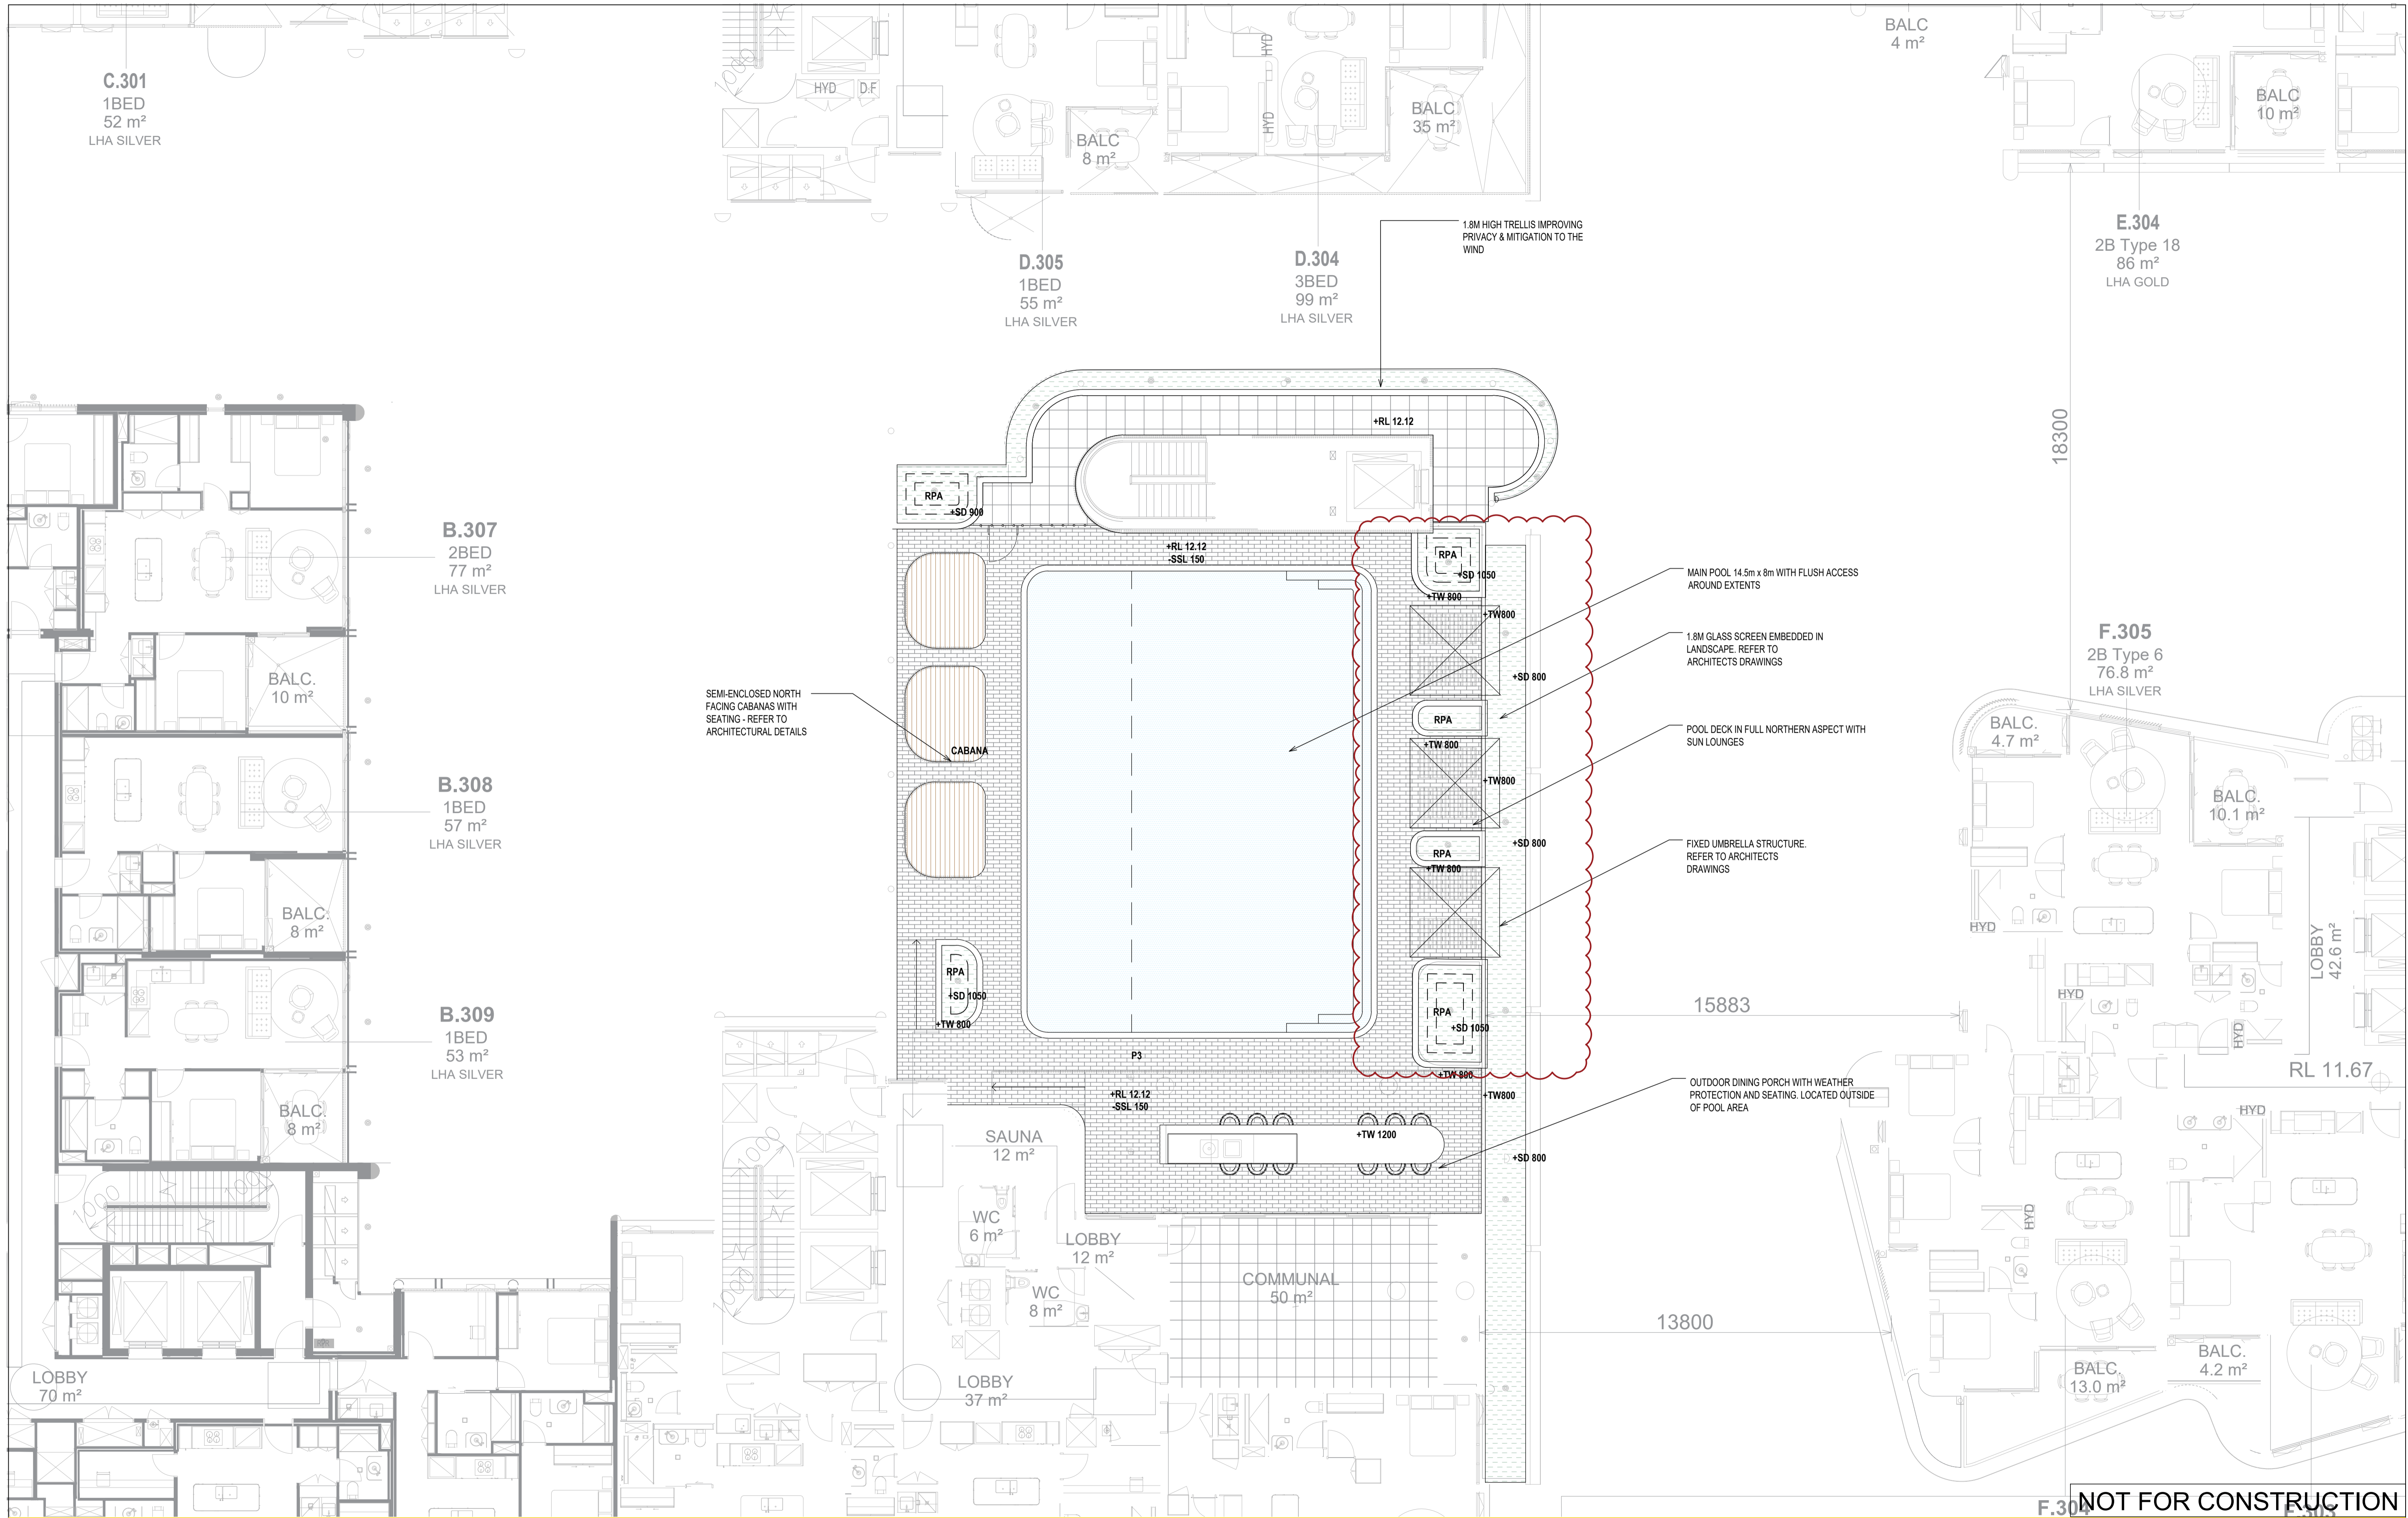 C.301
1BED
52 m²
LHA SILVER
1000
HYD
D.F
BALC
8 m²
HYD
HYD
BALC
35 m²
BALC
4 m²
BALC
10 m²
D.305
1BED
55 m²
LHA SILVER
D.304
3BED
99 m²
LHA SILVER
1.8M HIGH TRELLIS IMPROVING
PRIVACY & MITIGATION TO THE
WIND
E.304
2B Type 18
86 m²
LHA GOLD
18300
+RL 12.12
RPA
+SD 900
B.307
2BED
77 m²
LHA SILVER
+RL 12.12
-SSL 150
RPA
+SD 1050
+TW 800
+TW800
MAIN POOL 14.5m x 8m WITH FLUSH ACCESS
AROUND EXTENTS
1.8M GLASS SCREEN EMBEDDED IN
LANDSCAPE. REFER TO
ARCHITECTS DRAWINGS
F.305
2B Type 6
76.8 m²
LHA SILVER
BALC.
10 m²
SEMI-ENCLOSED NORTH
FACING CABANAS WITH
SEATING - REFER TO
ARCHITECTURAL DETAILS
CABANA
+SD 800
RPA
+TW 800
POOL DECK IN FULL NORTHERN ASPECT WITH
SUN LOUNGES
BALC.
4.7 m²
+TW800
B.308
1BED
57 m²
LHA SILVER
BALC.
10.1 m²
+SD 800
RPA
+TW 800
FIXED UMBRELLA STRUCTURE.
REFER TO ARCHITECTS
DRAWINGS
BALC.
8 m²
HYD
LOBBY
42.6 m²
RPA
+SD 1050
+TW 800
RPA
+SD 1050
+TW 800
15883
HYD
HYD
B.309
1BED
53 m²
LHA SILVER
P3
RL 11.67
+RL 12.12
-SSL 150
+TW800
OUTDOOR DINING PORCH WITH WEATHER
PROTECTION AND SEATING. LOCATED OUTSIDE
OF POOL AREA
BALC.
8 m²
HYD
SAUNA
12 m²
+TW 1200
+SD 800
1000
1000
1000
1000
WC
6 m²
LOBBY
12 m²
HYD
WC
8 m²
COMMUNAL
50 m²
13800
LOBBY
70 m²
LOBBY
37 m²
BALC.
13.0 m²
BALC.
4.2 m²
F.304
F.303
NOT FOR CONSTRUCTION